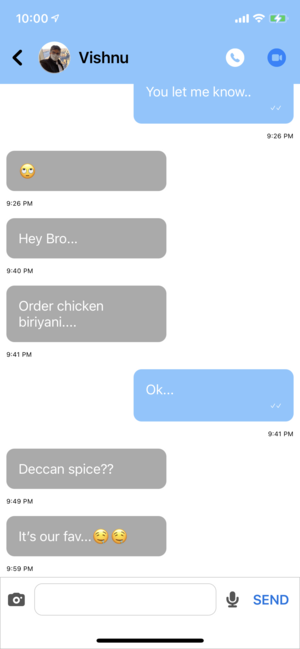 10:00
Vishnu
You let me know..
9:26 PM
🙄
9:26 PM
Hey Bro...
9:40 PM
Order chicken
biriyani....
9:41 PM
Ok...
9:41 PM
Deccan spice??
9:49 PM
It's our fav...😉😉
9:59 PM
SEND